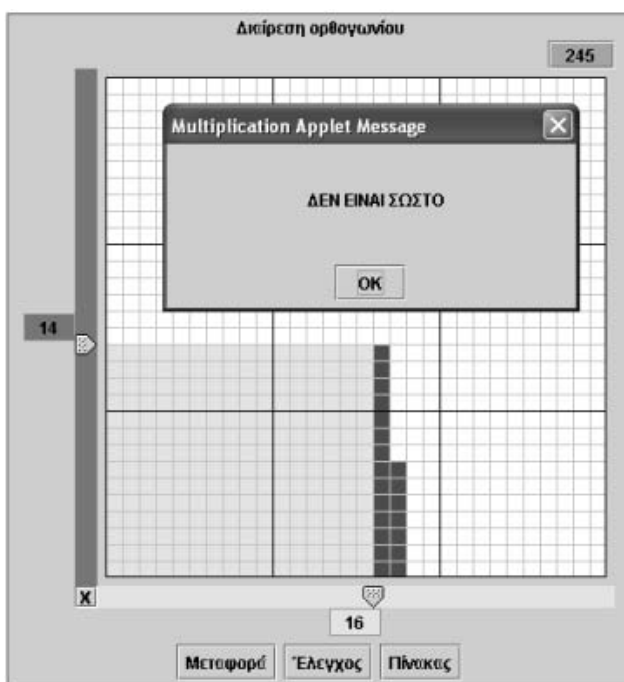 Διαίρεση ορθογωνίου
245
Multiplication Applet Message
ΔΕΝ ΕΙΝΑΙ ΣΩΣΤΟ
OK
14
X
16
Μεταφορά Έλεγχος Πίνακας